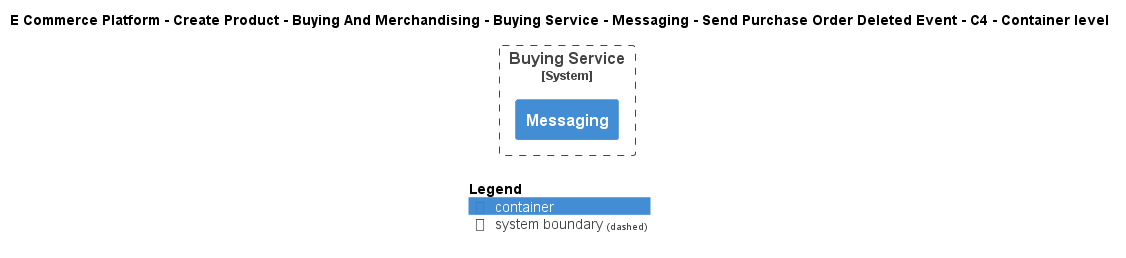 E Commerce Platform - Create Product - Buying And Merchandising - Buying Service - Messaging - Send Purchase Order Deleted Event - C4 - Container level
Buying Service
[System]
Messaging
Legend
container
system boundary (dashed)